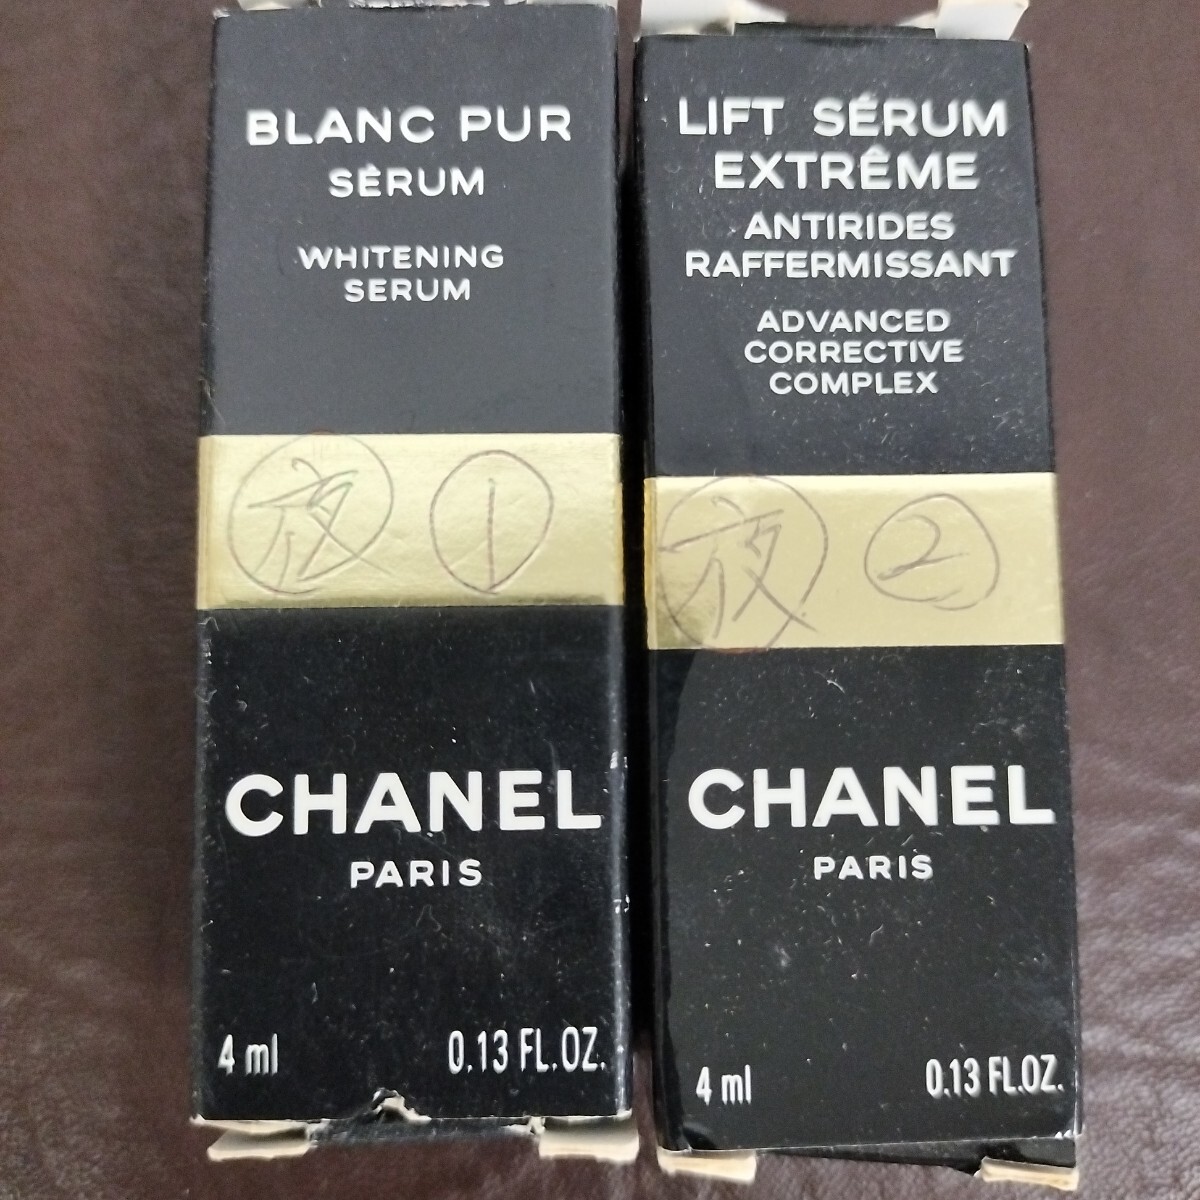 BLANC PUR
SÉRUM
WHITENING
SERUM
夜 1
CHANEL
PARIS
4 ml 0.13 FL.OZ.
LIFT SÉRUM
EXTRÊME
ANTIRIDES
RAFFERMISSANT
ADVANCED
CORRECTIVE
COMPLEX
夜 2
CHANEL
PARIS
4 ml 0.13 FL.OZ.